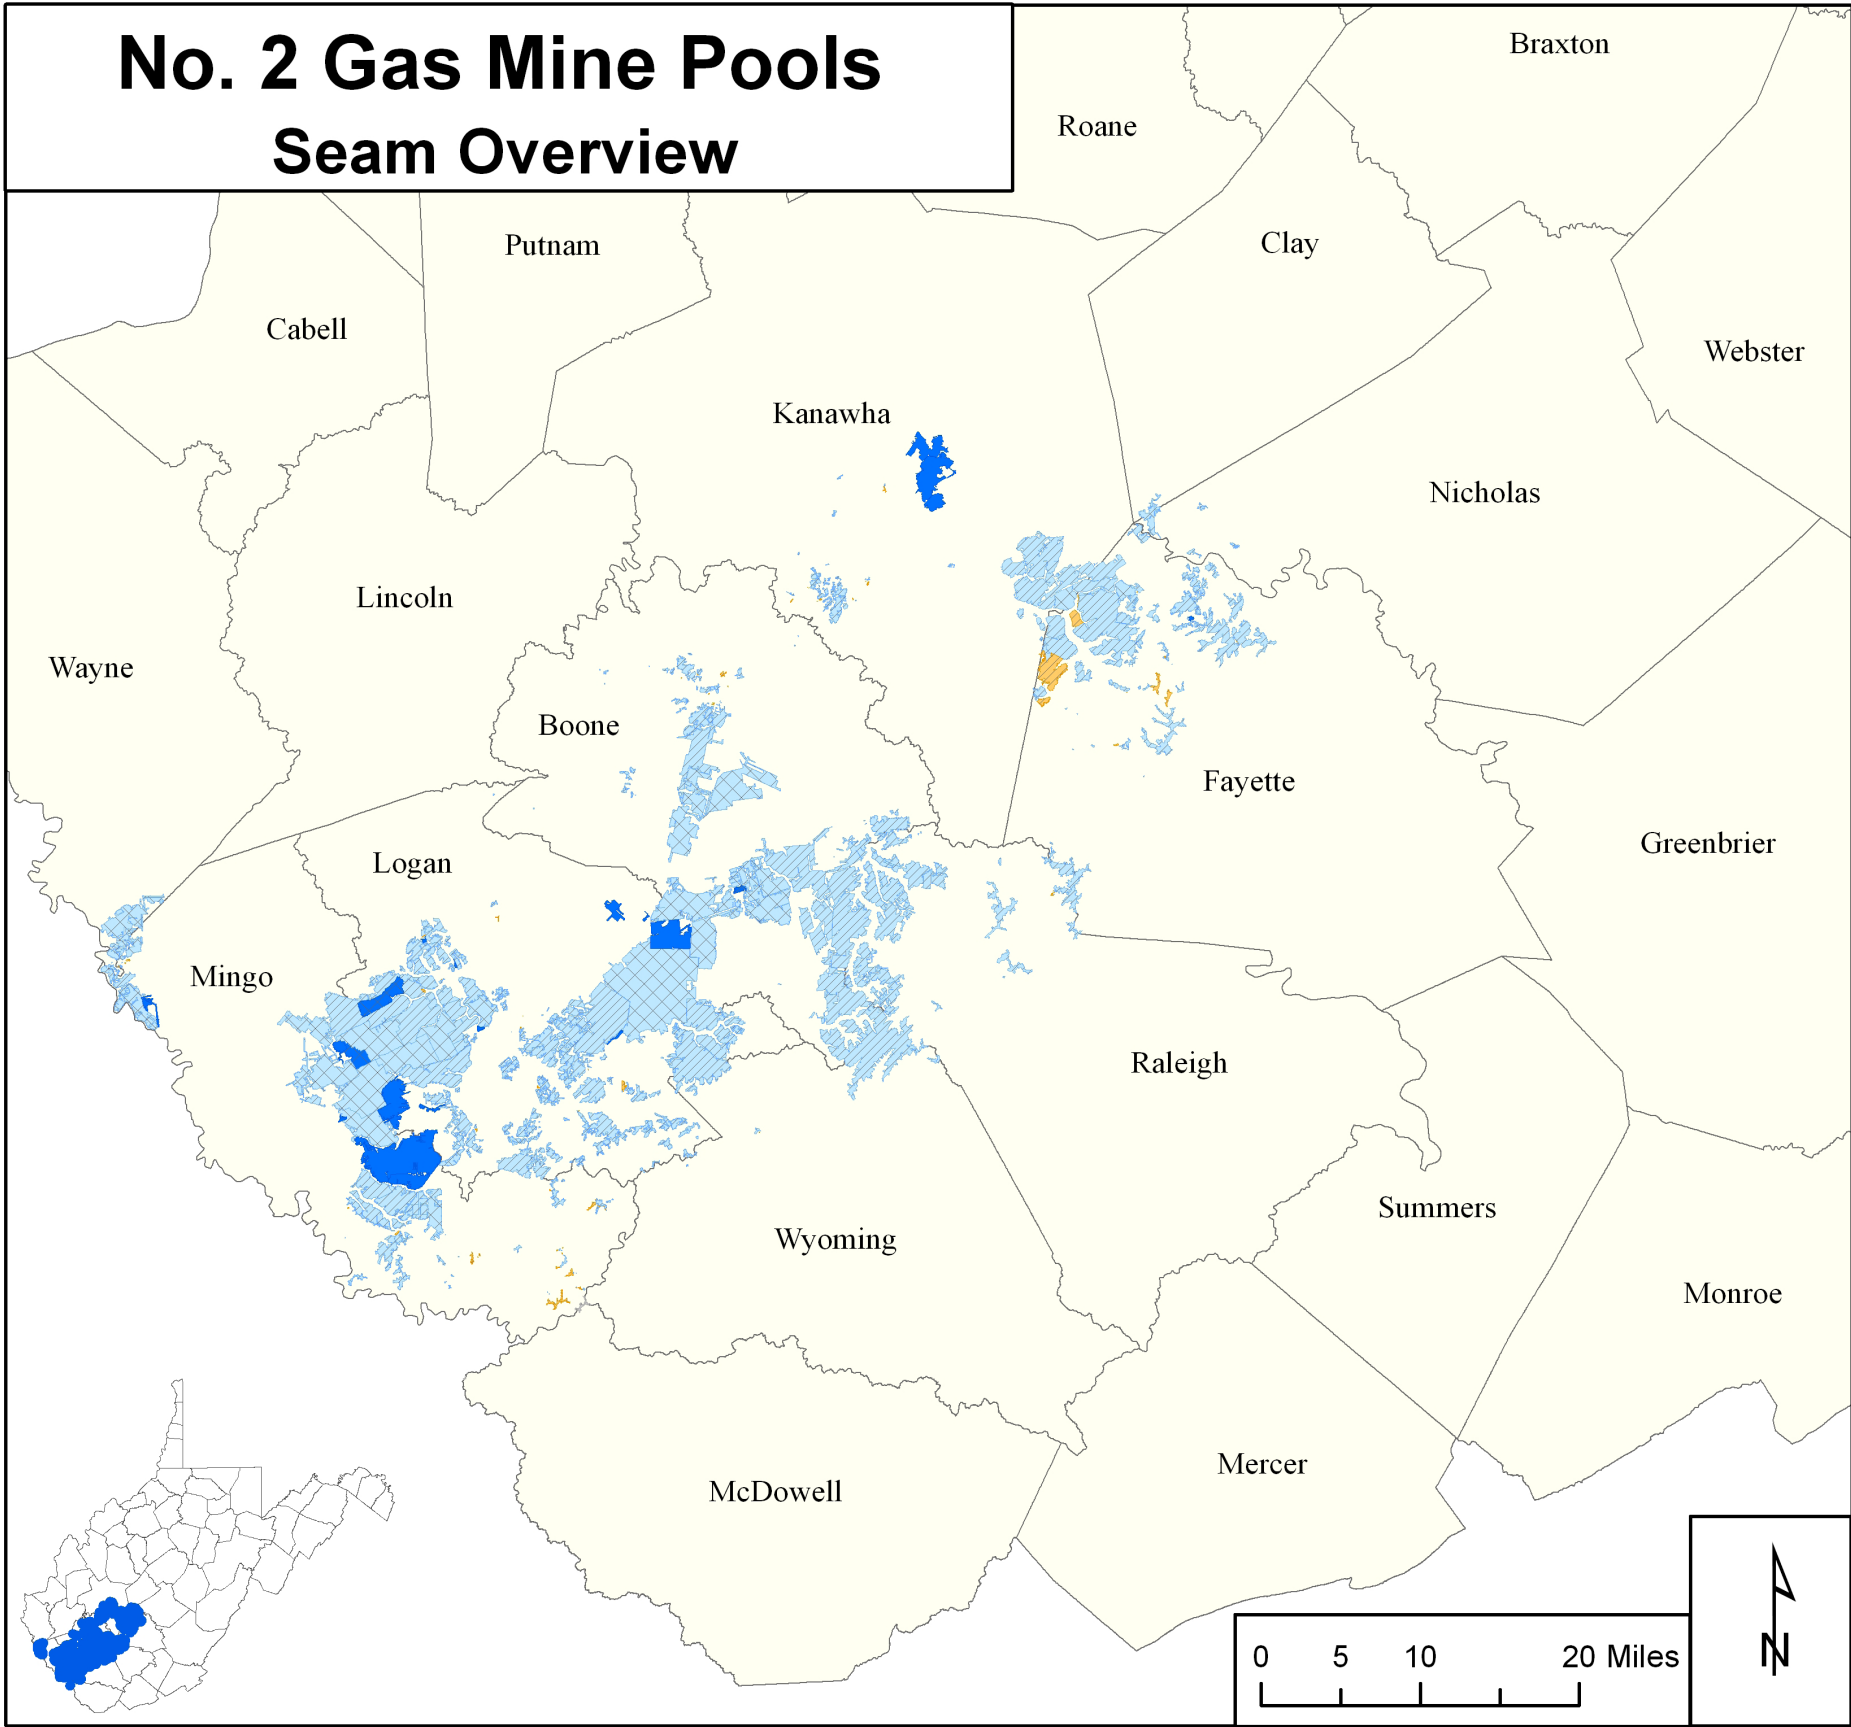 No. 2 Gas Mine Pools
Seam Overview
Braxton
Roane
Clay
Putnam
Cabell
Webster
Kanawha
Nicholas
Lincoln
Wayne
Boone
Fayette
Greenbrier
Logan
Mingo
Raleigh
Summers
Wyoming
Monroe
Mercer
McDowell
0 5 10 20 Miles
N